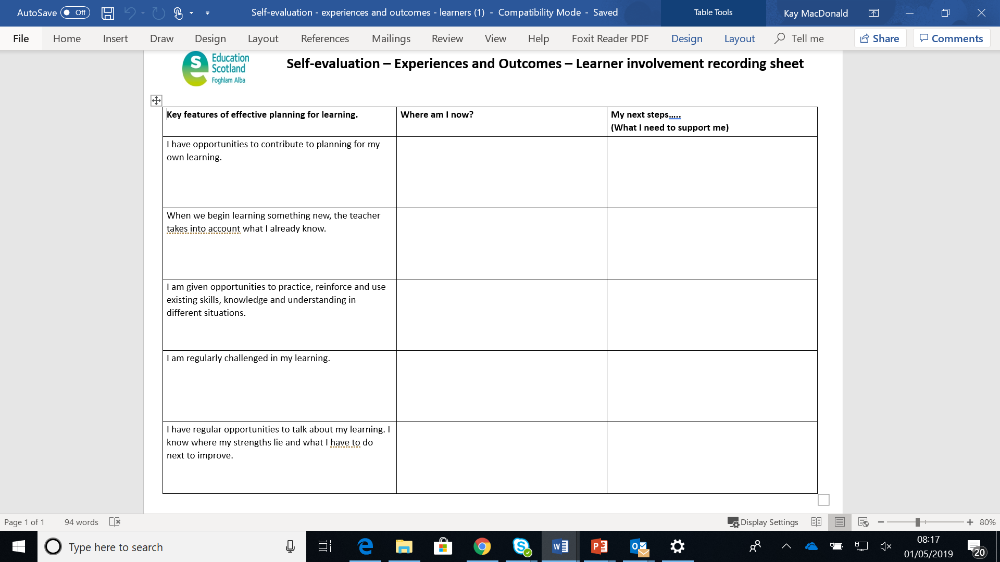 AutoSave Off
Self-evaluation - experiences and outcomes - learners (1) - Compatibility Mode - Saved
Table Tools
Kay MacDonald
File Home Insert Draw Design Layout References Mailings Review View Help Foxit Reader PDF Design Layout Tell me Share Comments
Education
Scotland
Foghlam Alba
Self-evaluation – Experiences and Outcomes – Learner involvement recording sheet
Key features of effective planning for learning.
Where am I now?
My next steps…..
(What I need to support me)
I have opportunities to contribute to planning for my
own learning.
When we begin learning something new, the teacher
takes into account what I already know.
I am given opportunities to practice, reinforce and use
existing skills, knowledge and understanding in
different situations.
I am regularly challenged in my learning.
I have regular opportunities to talk about my learning. I
know where my strengths lie and what I have to do
next to improve.
Page 1 of 1 94 words Display Settings 80%
Type here to search
08:17
01/05/2019
20